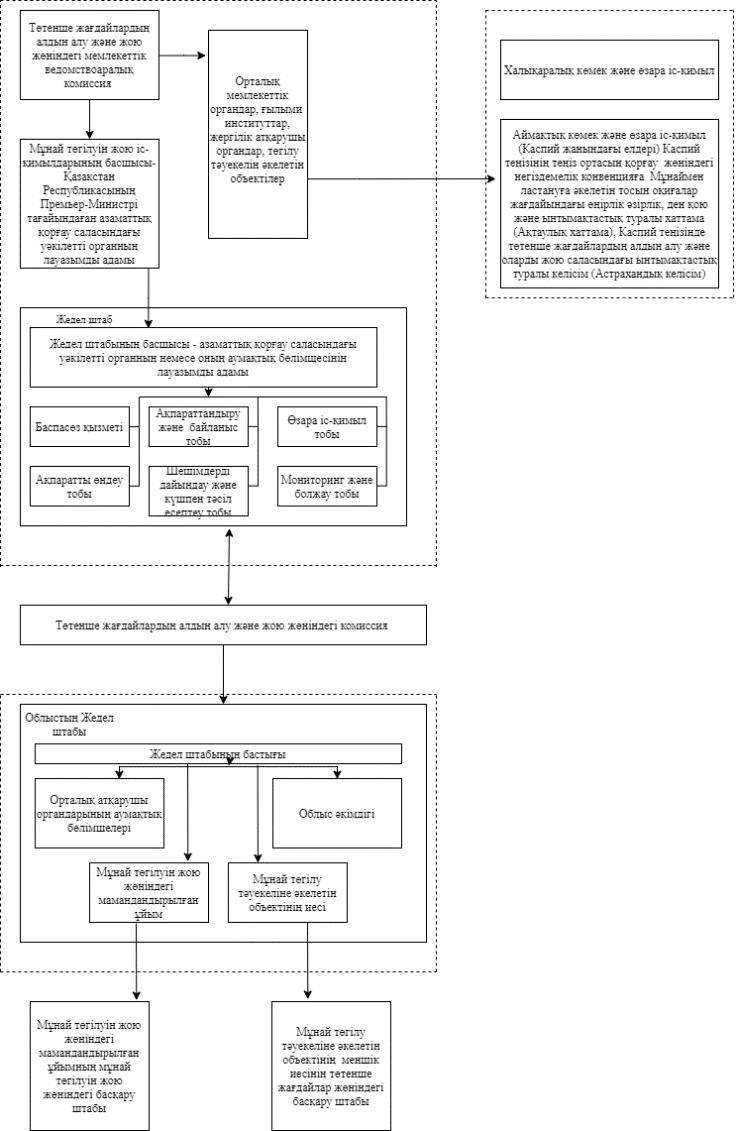 Төтенше жағдайлардың
алдын алу және жою
жөніндегі мемлекеттік
ведомствоаралық
комиссия
Орталық
мемлекеттік
органдар, ғылыми
институттар,
жергілік атқарушы
органдар, төгілу
тәуекелін әкелетін
объектілер
Халықаралық көмек және өзара іс-қимыл
Аймақтық көмек және өзара іс-қимыл
(Каспий жанындағы елдері) Каспий
теңізінің теңіз ортасын қорғау жөніндегі
негіздемелік конвенцияға Мұнаймен
ластануға әкелетін тосын оқиғалар
жағдайындағы өңірлік әзірлік, ден қою
және ынтымақтастық туралы хаттама
(Ақтаулық хаттама), Каспий теңізінде
төтенше жағдайлардың алдын алу және
оларды жою саласындағы ынтымақтастық
туралы келісім (Астрахандық келісім)
Мұнай төгілуін жою іс-
қимылдарының басшысы-
Қазақстан
Республикасының
Премьер-Министрі
тағайындаған азаматтық
қорғау саласындағы
уәкілетті органның
лауазымды адамы
Жедел штаб
Жедел штабының басшысы - азаматтық қорғау саласындағы
уәкілетті органның немесе оның аумақтық бөлімшесінің
лауазымды адамы
Баспасөз қызметі
Ақпараттандыру
және байланыс
тобы
Өзара іс-қимыл
тобы
Ақпаратты өңдеу
тобы
Шешімдерді
дайындау және
күшпен тәсіл
есептеу тобы
Мониторинг және
болжау тобы
Төтенше жағдайлардың алдын алу және жою жөніндегі комиссия
Облыстың Жедел
штабы
Жедел штабының бастығы
Орталық атқарушы
органдарының аумақтық
бөлімшелері
Облыс әкімдігі
Мұнай төгілуін жою
жөніндегі
мамандандырылған
ұйым
Мұнай төгілу
тәуекеліне әкелетін
объектінің иесі
Мұнай төгілуін жою
жөніндегі
мамандандырылған
ұйымның мұнай
төгілуін жою
жөніндегі басқару
штабы
Мұнай төгілу
тәуекеліне әкелетін
объектінің меншік
иесінің төтенше
жағдайлар жөніндегі
басқару штабы